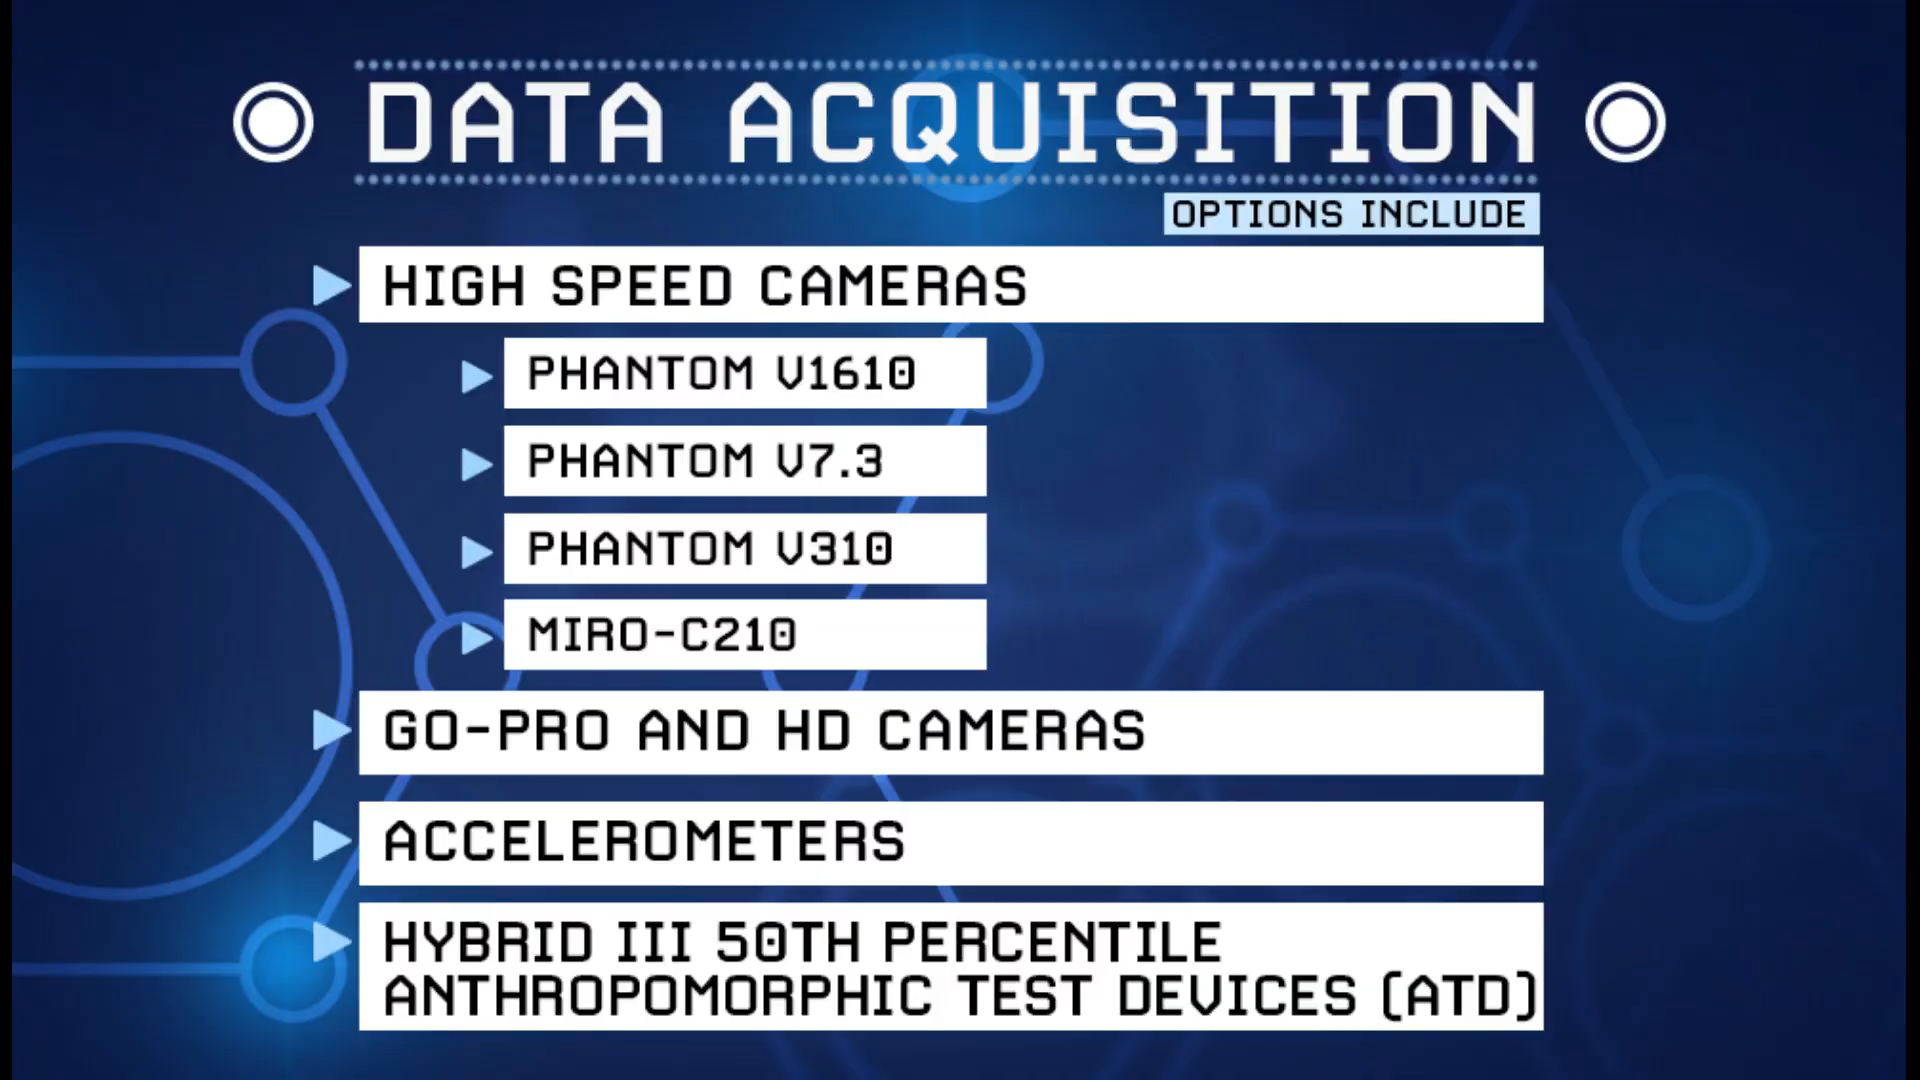 DATA ACQUISITION
OPTIONS INCLUDE
HIGH SPEED CAMERAS
PHANTOM V1610
PHANTOM V7.3
PHANTOM V310
MIRO-C210
GO-PRO AND HD CAMERAS
ACCELEROMETERS
HYBRID III 50TH PERCENTILE
ANTHROPOMORPHIC TEST DEVICES (ATD)